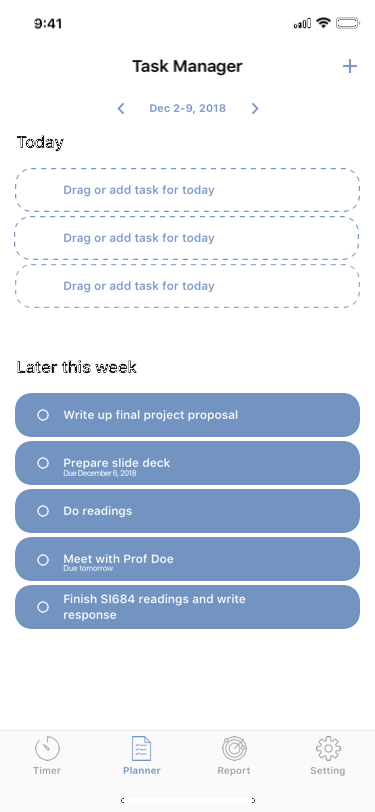 9:41
Task Manager
Dec 2-9, 2018
Today
Drag or add task for today
Drag or add task for today
Drag or add task for today
Later this week
Write up final project proposal
Prepare slide deck
Due December 6, 2018
Do readings
Meet with Prof Doe
Due tomorrow
Finish SI684 readings and write
response
Timer
Planner
Report
Setting